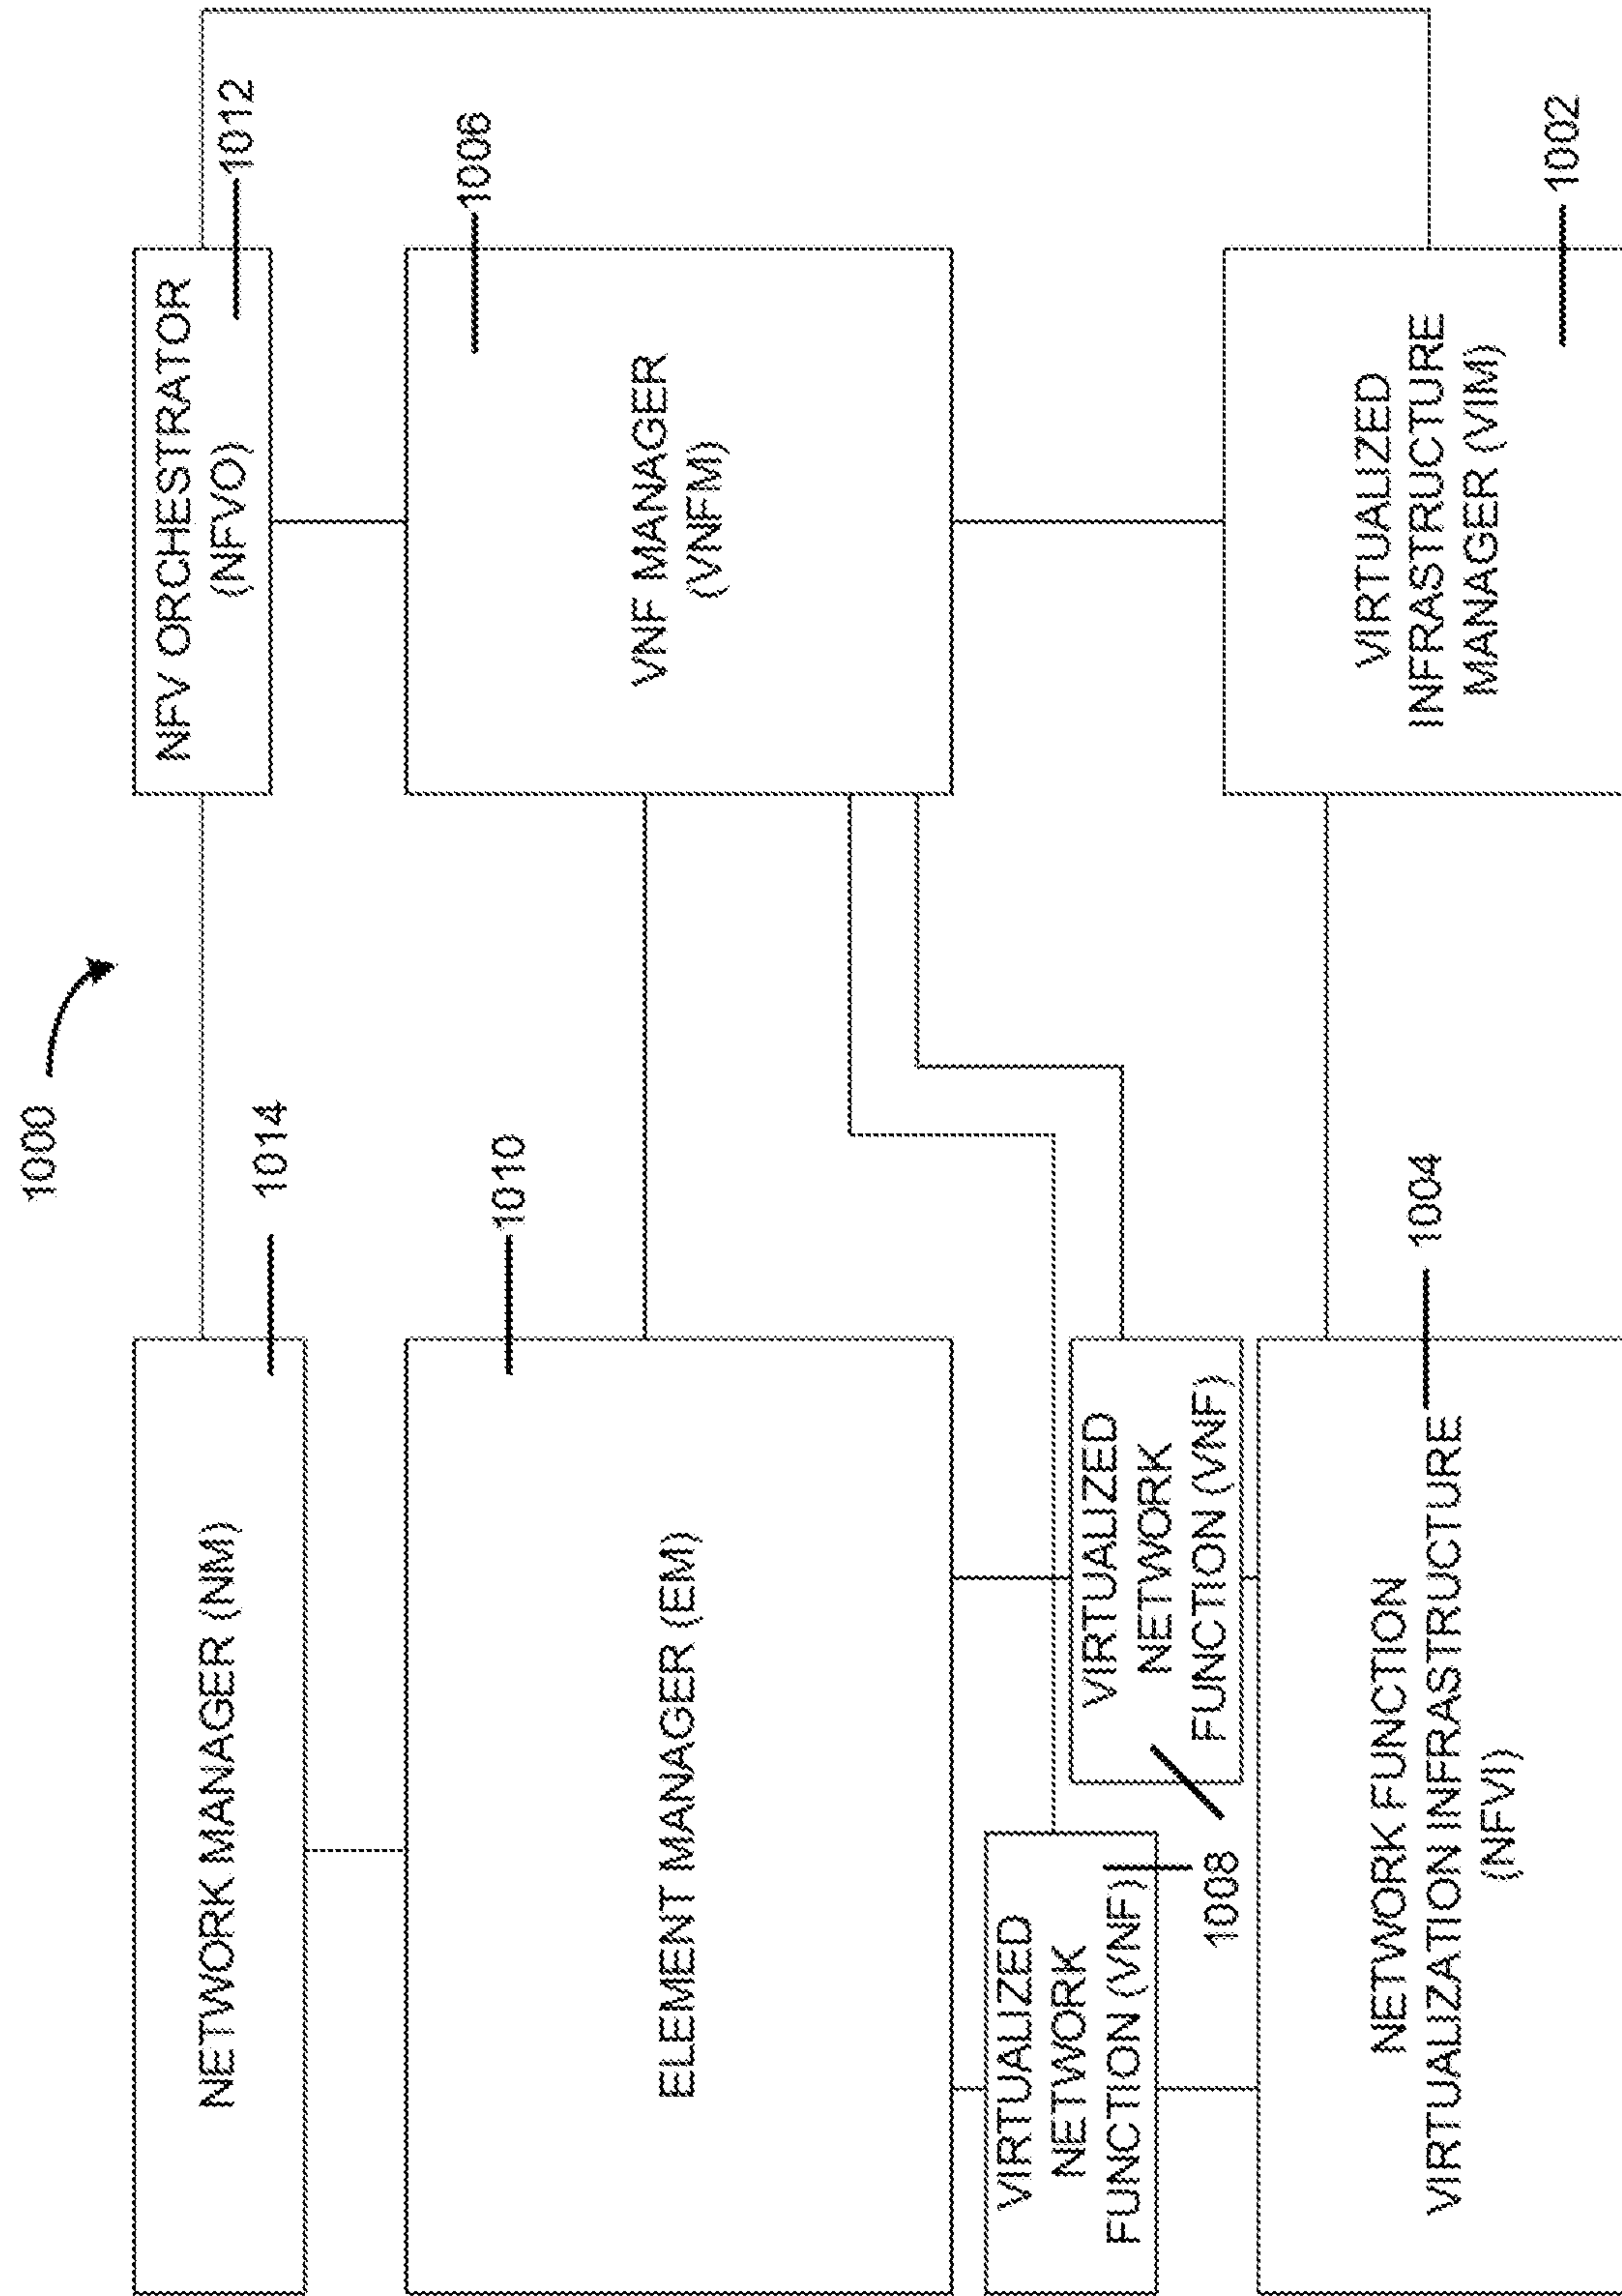 1000
NETWORK MANAGER (NM)
1014
NFV ORCHESTRATOR
(NFVO)
1012
ELEMENT MANAGER (EM)
1010
VNF MANAGER
(VNFM)
1006
VIRTUALIZED
NETWORK
FUNCTION (VNF)
1008
VIRTUALIZED
NETWORK
FUNCTION (VNF)
NETWORK FUNCTION
VIRTUALIZATION INFRASTRUCTURE
(NFVI)
1004
VIRTUALIZED
INFRASTRUCTURE
MANAGER (VIM)
1002